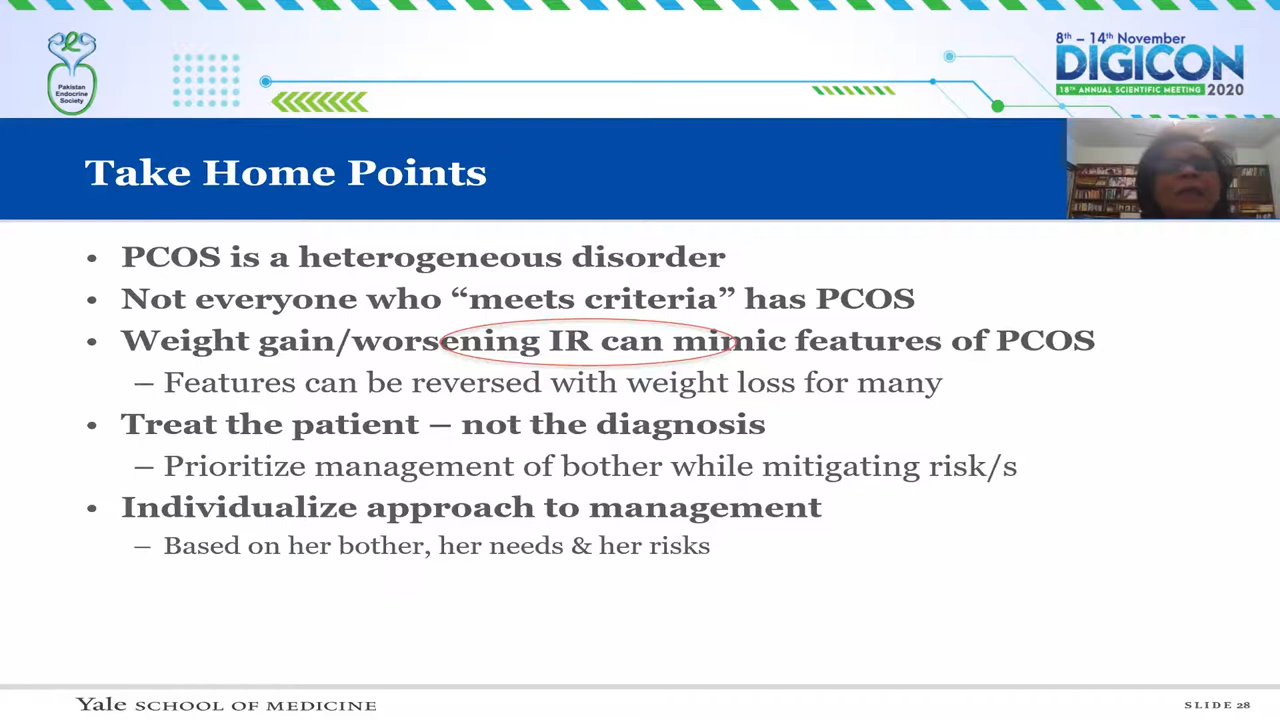 Pakistan
Endocrine
Society
8th – 14th November
DIGICON
18TH ANNUAL SCIENTIFIC MEETING 2020
Take Home Points
• PCOS is a heterogeneous disorder
• Not everyone who “meets criteria” has PCOS
• Weight gain/worsening IR can mimic features of PCOS
– Features can be reversed with weight loss for many
• Treat the patient – not the diagnosis
– Prioritize management of bother while mitigating risk/s
• Individualize approach to management
– Based on her bother, her needs & her risks
Yale SCHOOL OF MEDICINE
SLIDE 28